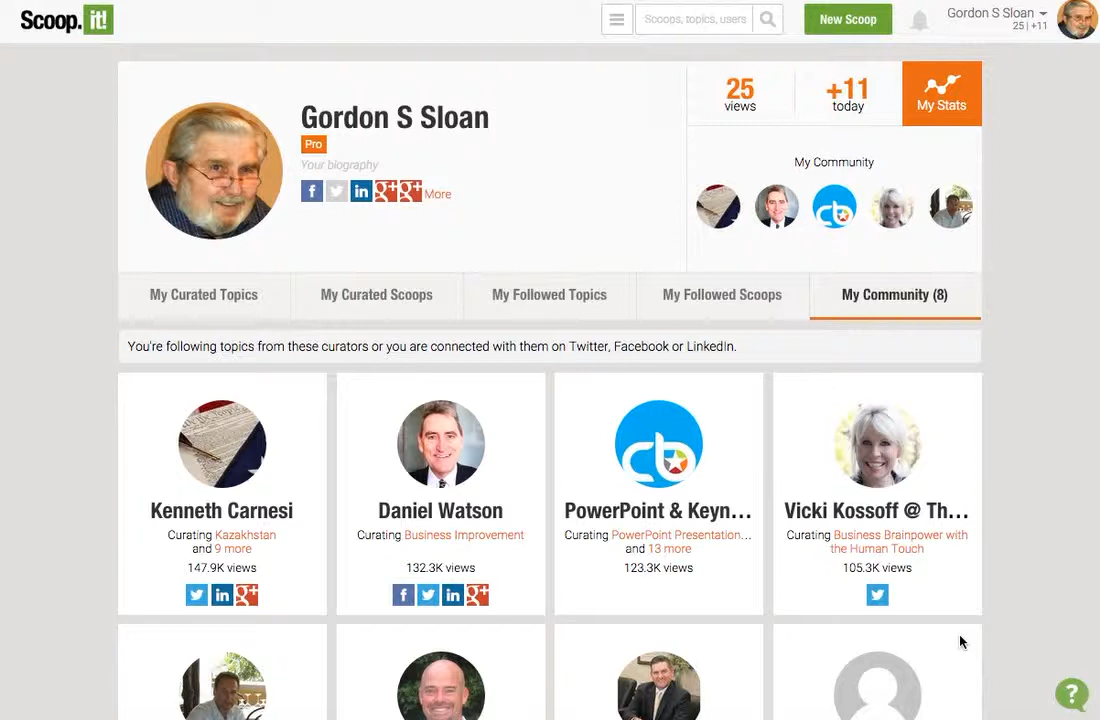 Scoop.it!
Scoops, topics, users
New Scoop
Gordon S Sloan
25 | +11
Gordon S Sloan
Pro
Your biography
f in g+ g+ More
25
views
+11
today
My Stats
My Community
cb
My Curated Topics
My Curated Scoops
My Followed Topics
My Followed Scoops
My Community (8)
You're following topics from these curators or you are connected with them on Twitter, Facebook or LinkedIn.
Kenneth Carnesi
Curating Kazakhstan
and 9 more
147.9K views
in g+
Daniel Watson
Curating Business Improvement
132.3K views
f in g+
cb
PowerPoint & Keyn...
Curating PowerPoint Presentation...
and 13 more
123.3K views
Vicki Kossoff @ Th...
Curating Business Brainpower with
the Human Touch
105.3K views
?